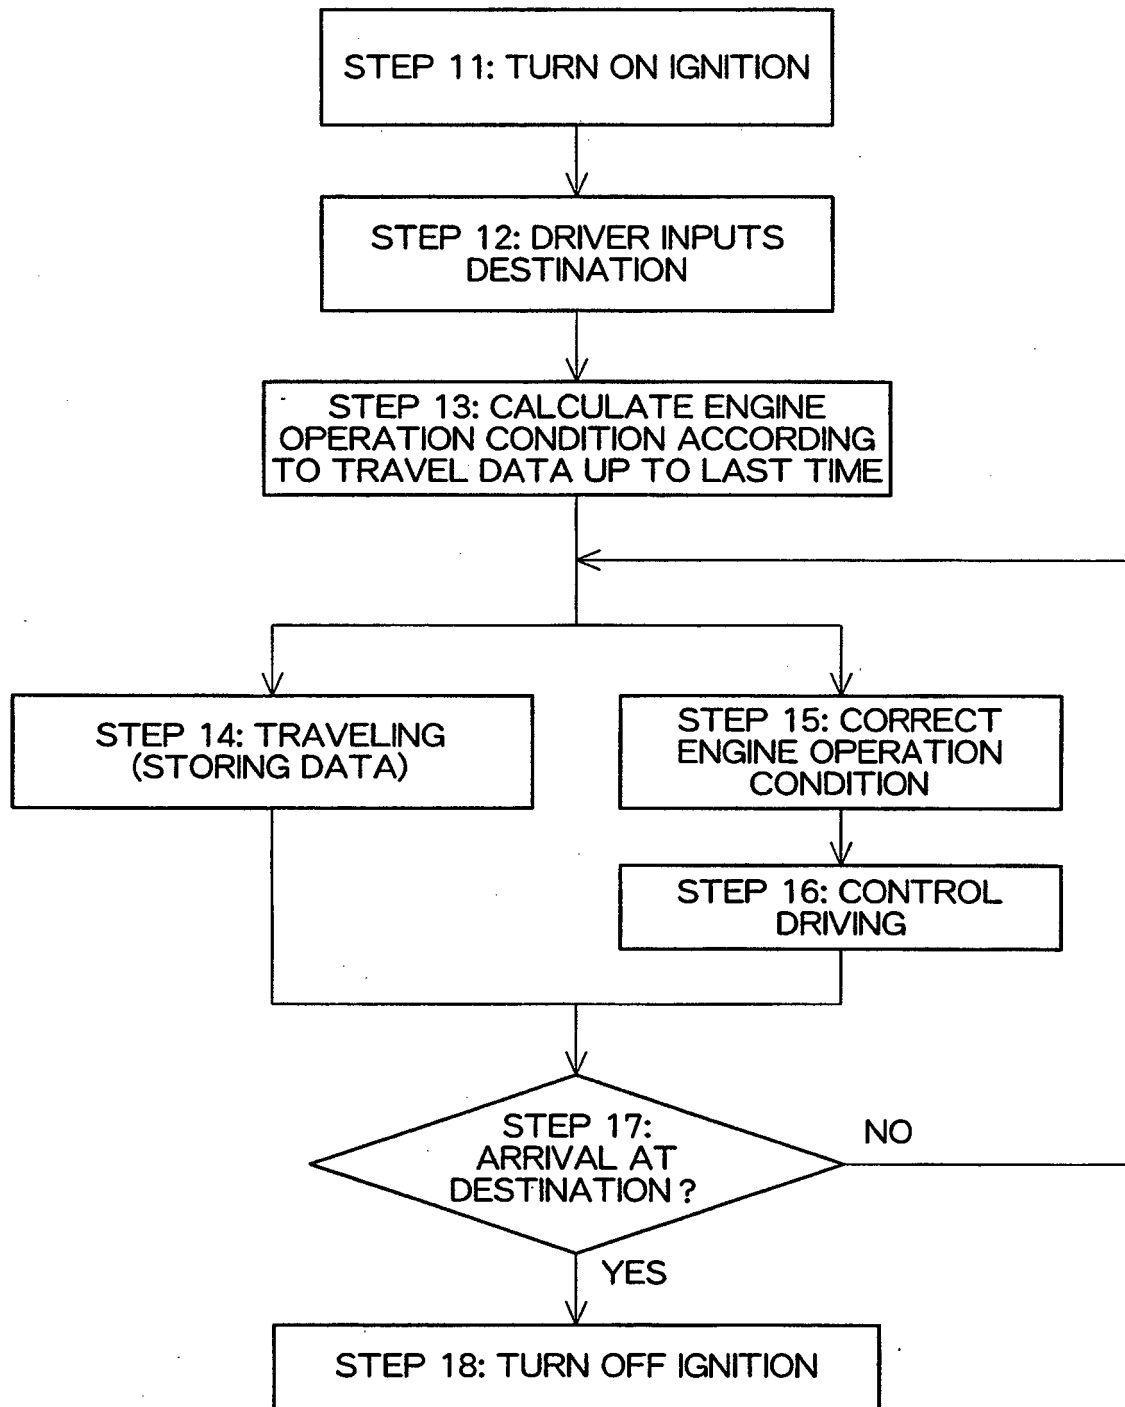 STEP 11: TURN ON IGNITION
STEP 12: DRIVER INPUTS
DESTINATION
STEP 13: CALCULATE ENGINE
OPERATION CONDITION ACCORDING
TO TRAVEL DATA UP TO LAST TIME
STEP 14: TRAVELING
(STORING DATA)
STEP 15: CORRECT
ENGINE OPERATION
CONDITION
STEP 16: CONTROL
DRIVING
STEP 17:
ARRIVAL AT
DESTINATION ?
NO
YES
STEP 18: TURN OFF IGNITION